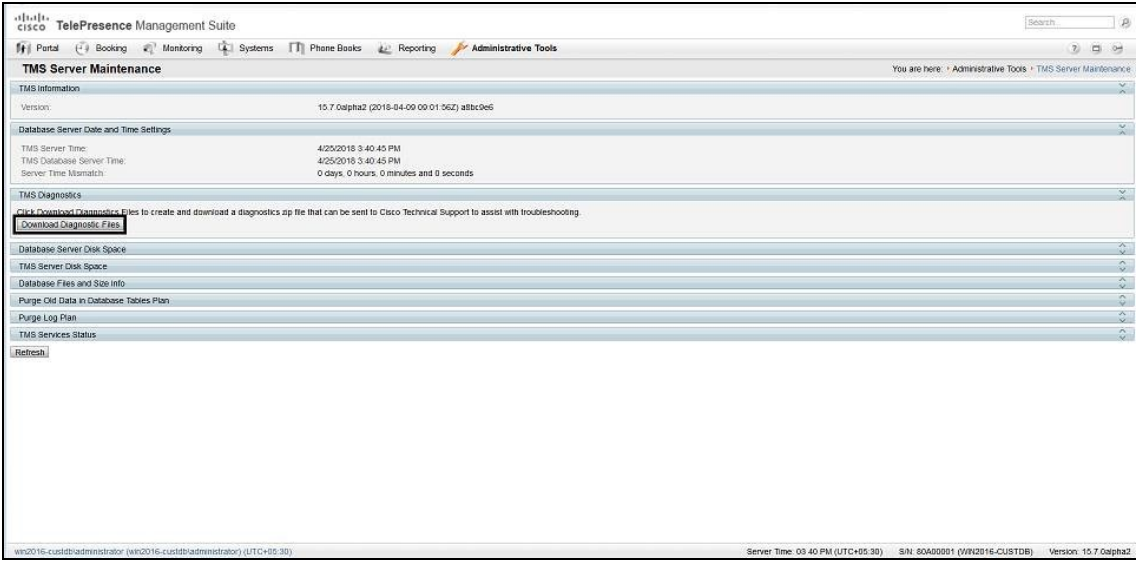 CISCO TelePresence Management Suite
Search...
Portal Booking Monitoring Systems Phone Books Reporting Administrative Tools
TMS Server Maintenance
You are here: • Administrative Tools • TMS Server Maintenance
TMS Information
Version: 15.7.0alpha2 (2018-04-09 09:01:56Z) a8bc9e6
Database Server Date and Time Settings
TMS Server Time: 4/25/2018 3:40:45 PM
TMS Database Server Time: 4/25/2018 3:40:45 PM
Server Time Mismatch: 0 days, 0 hours, 0 minutes and 0 seconds
TMS Diagnostics
Click Download Diagnostics Files to create and download a diagnostics zip file that can be sent to Cisco Technical Support to assist with troubleshooting.
Download Diagnostic Files
Database Server Disk Space
TMS Server Disk Space
Database Files and Size Info
Purge Old Data in Database Tables Plan
Purge Log Plan
TMS Services Status
Refresh
win2016-custdb\administrator (win2016-custdb\administrator) (UTC+05:30)
Server Time: 03:40 PM (UTC+05:30) S/N: 80A00001 (WIN2016-CUSTDB) Version: 15.7.0alpha2